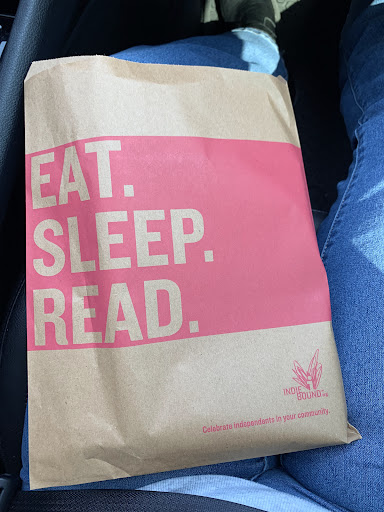 EAT.
SLEEP.
READ.
INDIE
BOUND
Celebrate independents in your community.